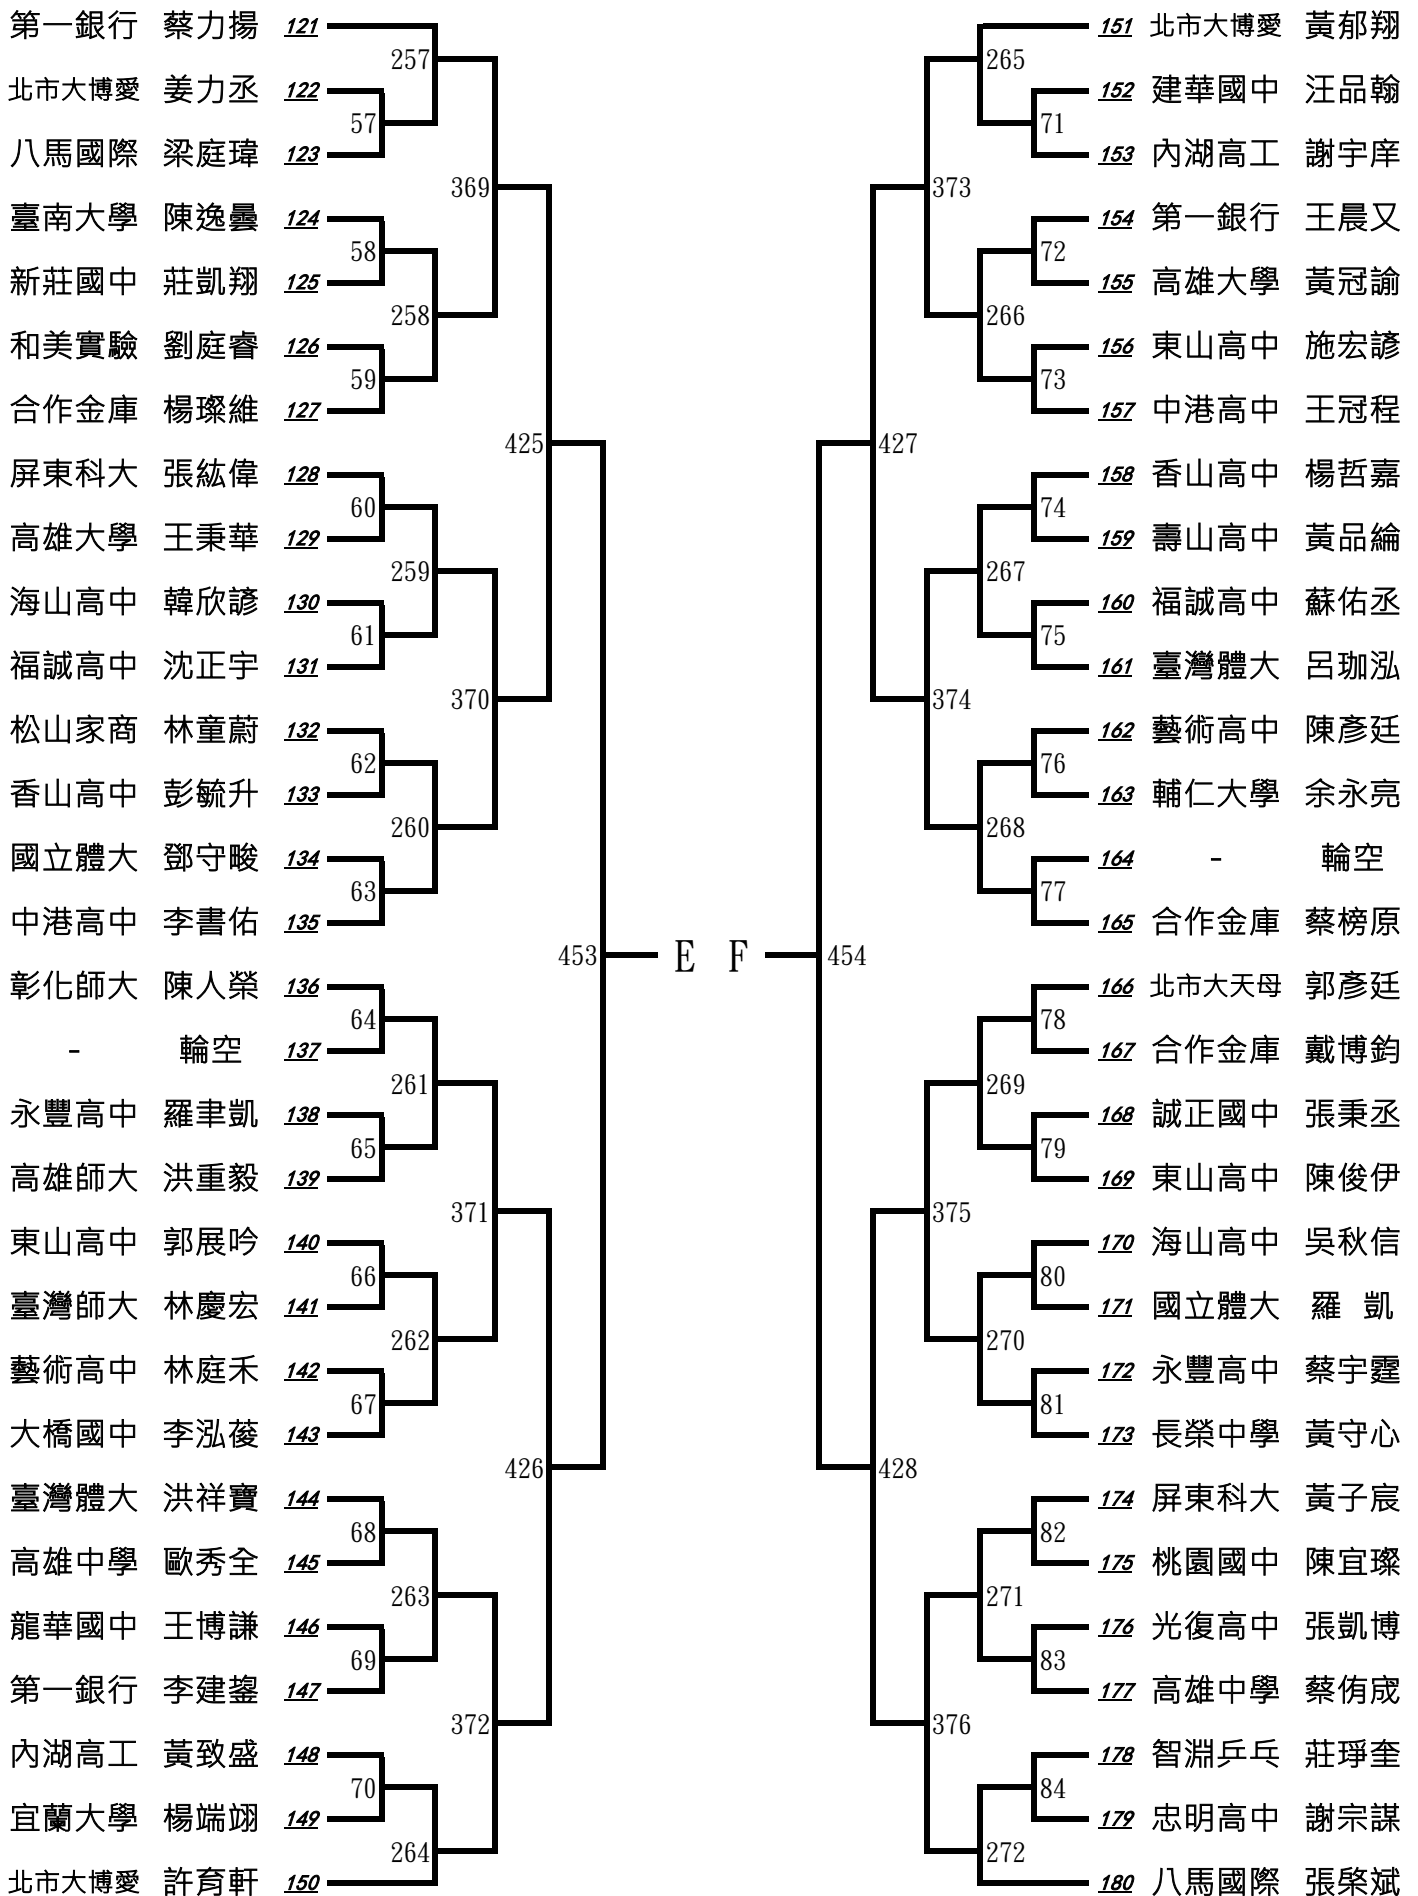 第一銀行 蔡力揚 121
257
北市大博愛 姜力丞 122
57
八馬國際 梁庭瑋 123
369
臺南大學 陳逸曇 124
58
新莊國中 莊凱翔 125
258
和美實驗 劉庭睿 126
59
合作金庫 楊璨維 127
425
屏東科大 張紘偉 128
60
高雄大學 王秉華 129
259
海山高中 韓欣諺 130
61
福誠高中 沈正宇 131
370
松山家商 林童蔚 132
62
香山高中 彭毓升 133
260
國立體大 鄧守畯 134
63
中港高中 李書佑 135
453 E
彰化師大 陳人榮 136
64
- 輪空 137
261
永豐高中 羅聿凱 138
65
高雄師大 洪重毅 139
371
東山高中 郭展吟 140
66
臺灣師大 林慶宏 141
262
藝術高中 林庭禾 142
67
大橋國中 李泓葰 143
426
臺灣體大 洪祥寶 144
68
高雄中學 歐秀全 145
263
龍華國中 王博謙 146
69
第一銀行 李建鋆 147
372
內湖高工 黃致盛 148
70
宜蘭大學 楊端翊 149
264
北市大博愛 許育軒 150
151 北市大博愛 黃郁翔
265
152 建華國中 汪品翰
71
153 內湖高工 謝宇庠
373
154 第一銀行 王晨又
72
155 高雄大學 黃冠諭
266
156 東山高中 施宏諺
73
157 中港高中 王冠程
427
158 香山高中 楊哲嘉
74
159 壽山高中 黃品綸
267
160 福誠高中 蘇佑丞
75
161 臺灣體大 呂珈泓
374
162 藝術高中 陳彥廷
76
163 輔仁大學 余永亮
268
164 - 輪空
77
165 合作金庫 蔡榜原
F 454
166 北市大天母 郭彥廷
78
167 合作金庫 戴博鈞
269
168 誠正國中 張秉丞
79
169 東山高中 陳俊伊
375
170 海山高中 吳秋信
80
171 國立體大 羅 凱
270
172 永豐高中 蔡宇霆
81
173 長榮中學 黃守心
428
174 屏東科大 黃子宸
82
175 桃園國中 陳宜璨
271
176 光復高中 張凱博
83
177 高雄中學 蔡侑宬
376
178 智淵乒乓 莊琤奎
84
179 忠明高中 謝宗謀
272
180 八馬國際 張棨斌